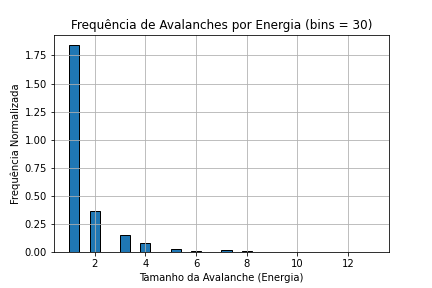 Frequência de Avalanches por Energia (bins = 30)
Frequência Normalizada
1.75
1.50
1.25
1.00
0.75
0.50
0.25
0.00
2 4 6 8 10 12
Tamanho da Avalanche (Energia)